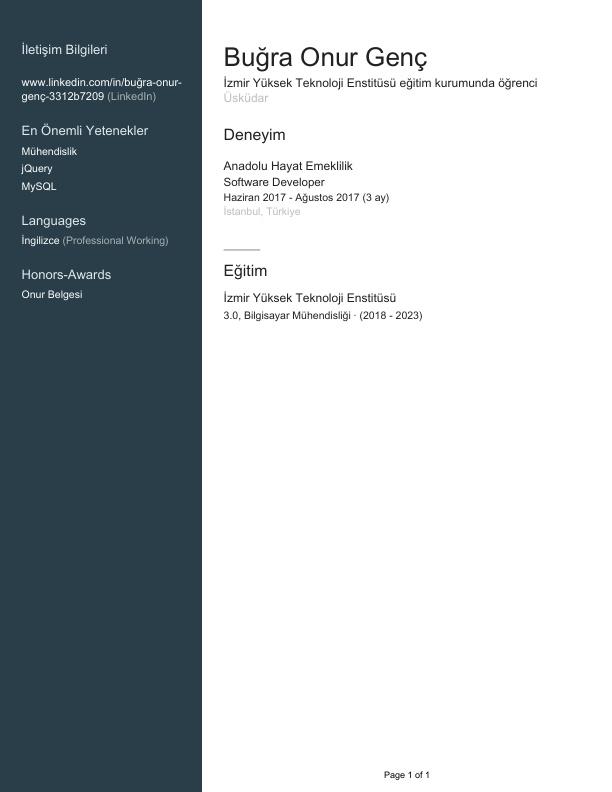 İletişim Bilgileri
www.linkedin.com/in/buğra-onur-
genç-3312b7209 (LinkedIn)
En Önemli Yetenekler
Mühendislik
jQuery
MySQL
Languages
İngilizce (Professional Working)
Honors-Awards
Onur Belgesi
Buğra Onur Genç
İzmir Yüksek Teknoloji Enstitüsü eğitim kurumunda öğrenci
Üsküdar
Deneyim
Anadolu Hayat Emeklilik
Software Developer
Haziran 2017 - Ağustos 2017 (3 ay)
İstanbul, Türkiye
Eğitim
İzmir Yüksek Teknoloji Enstitüsü
3.0, Bilgisayar Mühendisliği · (2018 - 2023)
Page 1 of 1